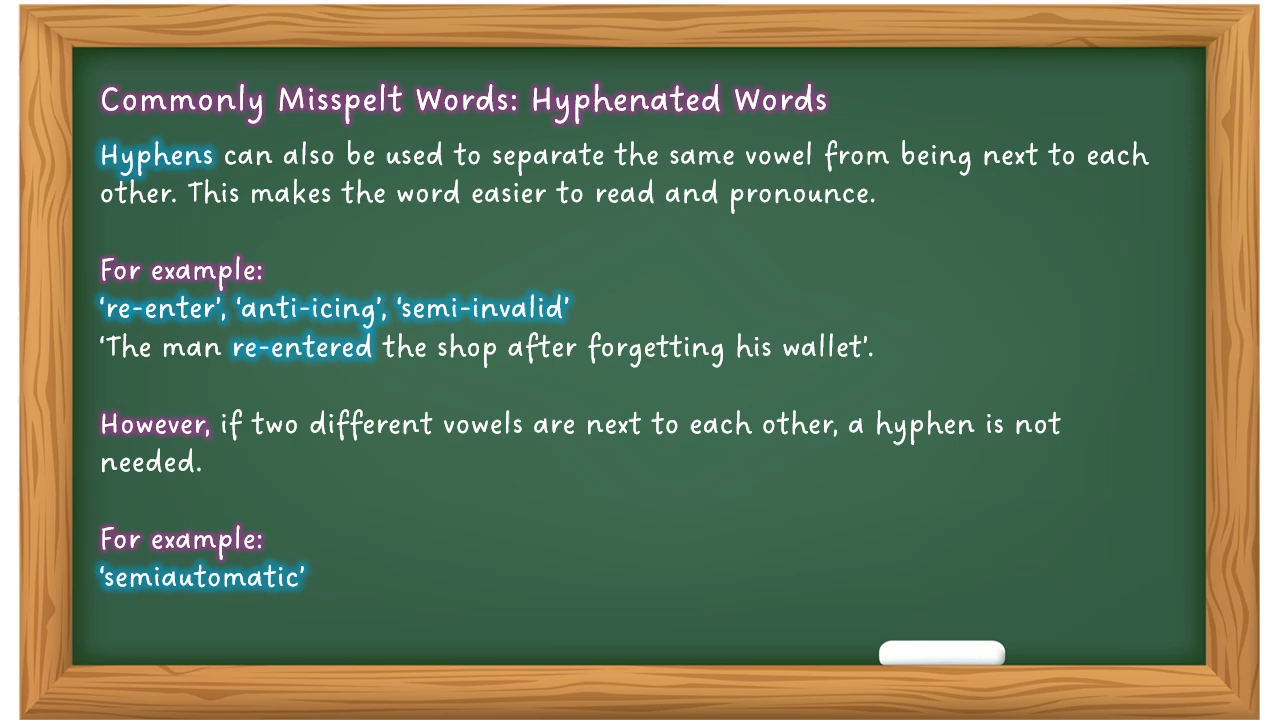 Commonly Misspelt Words: Hyphenated Words
Hyphens can also be used to separate the same vowel from being next to each
other. This makes the word easier to read and pronounce.
For example:
‘re-enter’, ‘anti-icing’, ‘semi-invalid’
‘The man re-entered the shop after forgetting his wallet’.
However, if two different vowels are next to each other, a hyphen is not
needed.
For example:
‘semiautomatic’